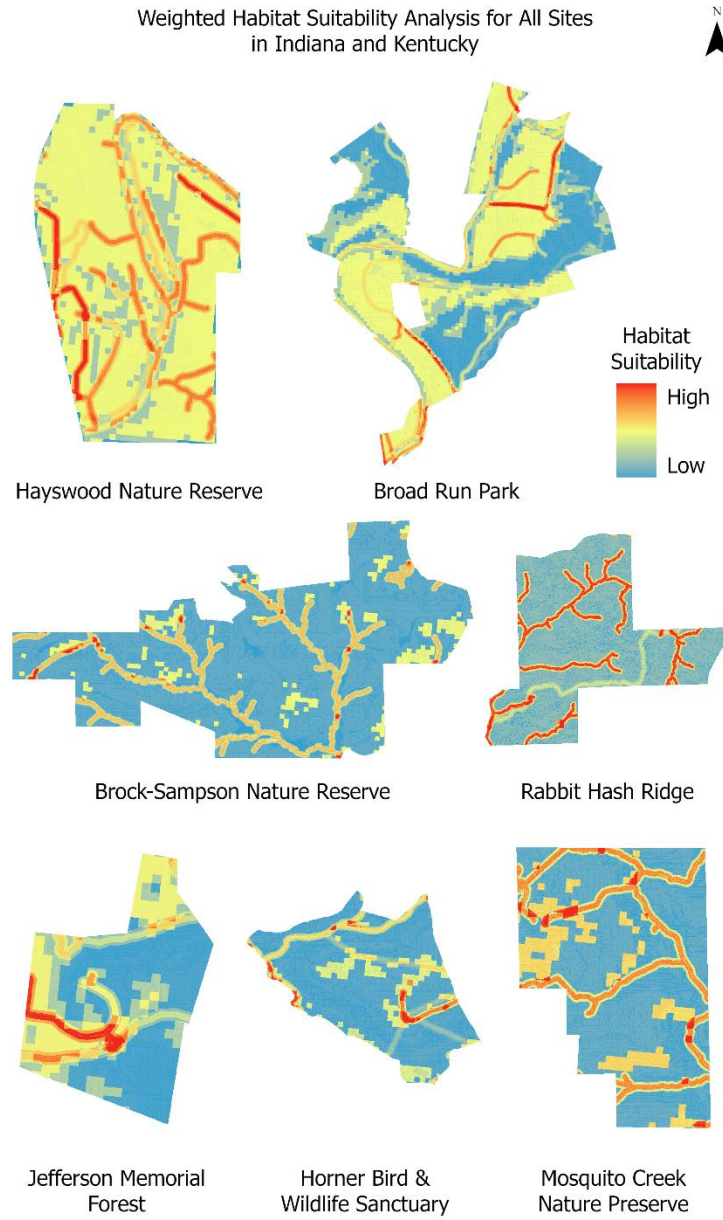 Weighted Habitat Suitability Analysis for All Sites
in Indiana and Kentucky
N
Habitat
Suitability
High
Low
Hayswood Nature Reserve
Broad Run Park
Brock-Sampson Nature Reserve
Rabbit Hash Ridge
Jefferson Memorial
Forest
Horner Bird &
Wildlife Sanctuary
Mosquito Creek
Nature Preserve